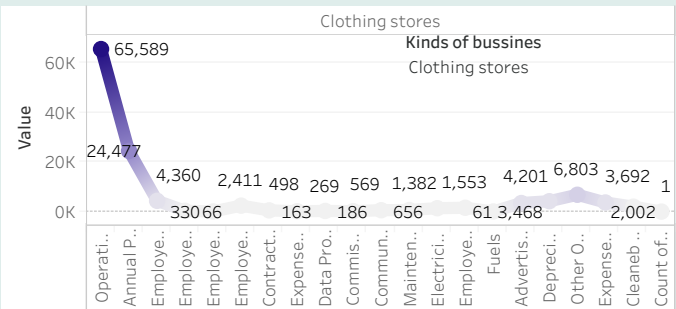 Clothing stores
Kinds of bussines
Clothing stores
Value
60K
40K
20K
0K
65,589
24,477
4,360
330
66
2,411
498
163
269
186
569
656
1,382
1,553
61
3,468
4,201
6,803
3,692
2,002
1
Operati..
Annual P..
Employe..
Employe..
Employe..
Employe..
Contract..
Expense..
Data Pro..
Commis..
Commun..
Mainten..
Electrici..
Employe..
Fuels
Advertis..
Depreci..
Other O..
Expense..
Cleaneb ..
Count of..